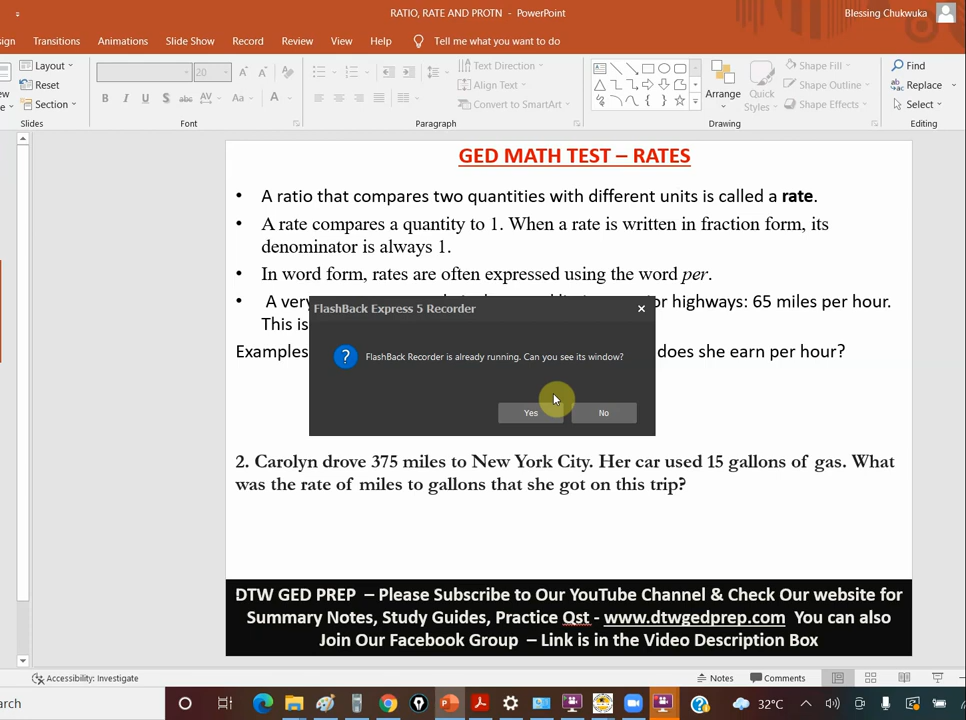 RATIO, RATE AND PROTN - PowerPoint
Blessing Chukwuka
sign Transitions Animations Slide Show Record Review View Help Tell me what you want to do
Layout
Reset
Section
Slides
20
B I U S abc AV Aa A
Font
Text Direction
Align Text
Convert to SmartArt
Paragraph
Arrange
Quick
Styles
Shape Fill
Shape Outline
Shape Effects
Drawing
Find
Replace
Select
Editing
GED MATH TEST – RATES
• A ratio that compares two quantities with different units is called a rate.
• A rate compares a quantity to 1. When a rate is written in fraction form, its
denominator is always 1.
• In word form, rates are often expressed using the word per.
• A very highways: 65 miles per hour.
This is
Examples does she earn per hour?
FlashBack Express 5 Recorder
FlashBack Recorder is already running. Can you see its window?
Yes No
2. Carolyn drove 375 miles to New York City. Her car used 15 gallons of gas. What
was the rate of miles to gallons that she got on this trip?
DTW GED PREP – Please Subscribe to Our YouTube Channel & Check Our website for
Summary Notes, Study Guides, Practice Qst - www.dtwgedprep.com You can also
Join Our Facebook Group – Link is in the Video Description Box
Accessibility: Investigate
Notes
Comments
arch
32°C